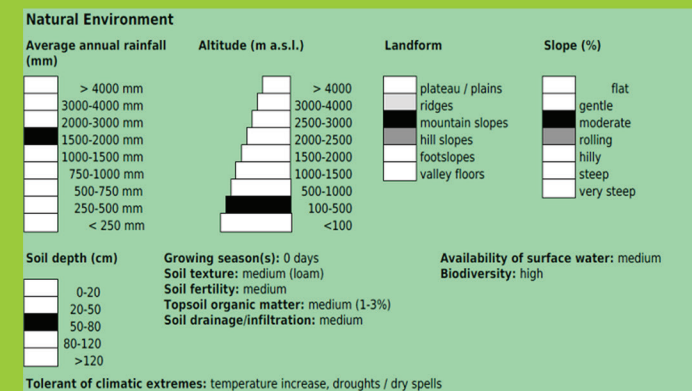 Natural Environment
Average annual rainfall
(mm)
> 4000 mm
3000-4000 mm
2000-3000 mm
1500-2000 mm
1000-1500 mm
750-1000 mm
500-750 mm
250-500 mm
< 250 mm
Altitude (m a.s.l.)
> 4000
3000-4000
2500-3000
2000-2500
1500-2000
1000-1500
500-1000
100-500
<100
Landform
plateau / plains
ridges
mountain slopes
hill slopes
footslopes
valley floors
Slope (%)
flat
gentle
moderate
rolling
hilly
steep
very steep
Soil depth (cm)
0-20
20-50
50-80
80-120
>120
Growing season(s): 0 days
Soil texture: medium (loam)
Soil fertility: medium
Topsoil organic matter: medium (1-3%)
Soil drainage/infiltration: medium
Availability of surface water: medium
Biodiversity: high
Tolerant of climatic extremes: temperature increase, droughts / dry spells